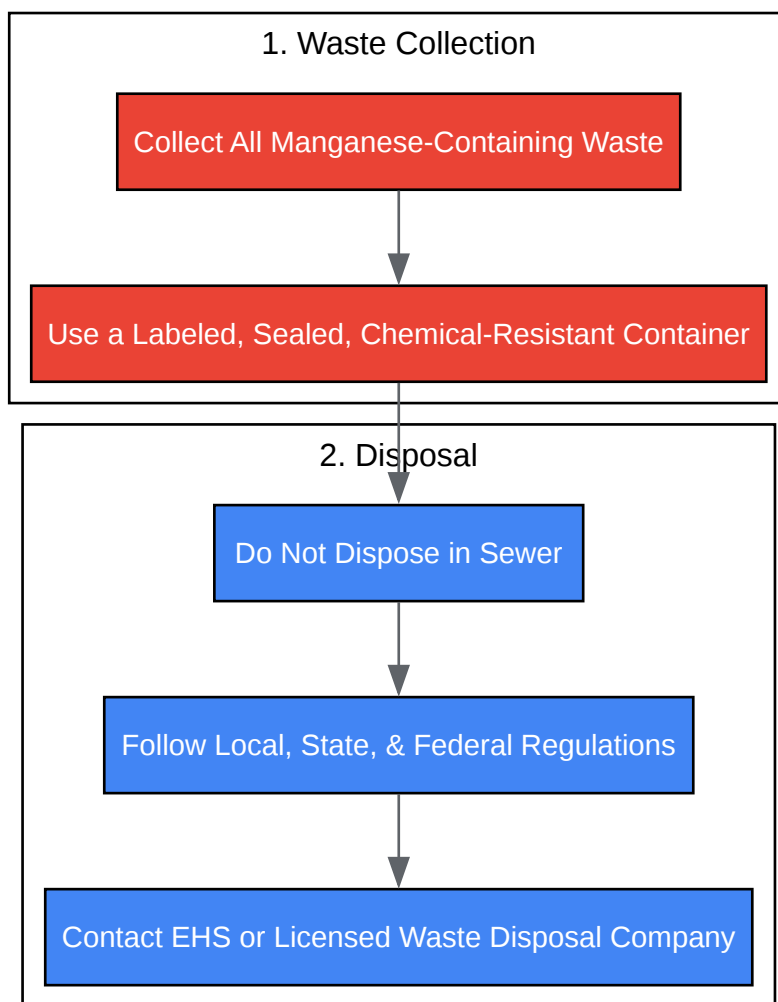 1. Waste Collection
Collect All Manganese-Containing Waste
Use a Labeled, Sealed, Chemical-Resistant Container
2. Disposal
Do Not Dispose in Sewer
Follow Local, State, & Federal Regulations
Contact EHS or Licensed Waste Disposal Company